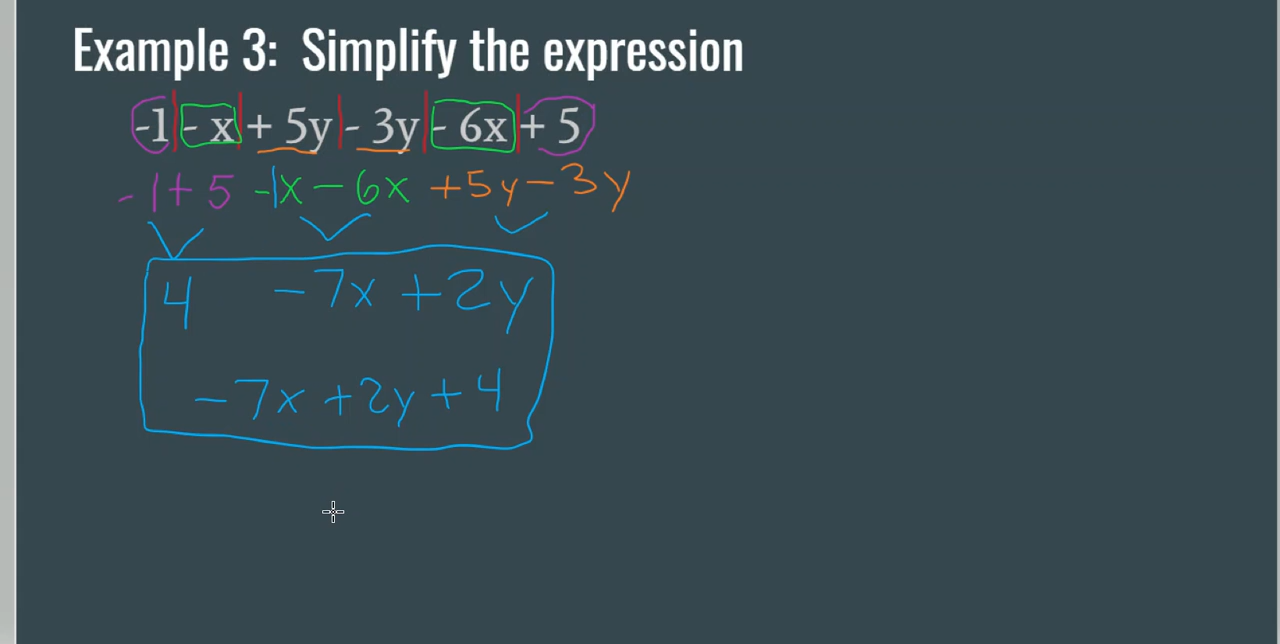 Example 3: Simplify the expression
-1 - x + 5y - 3y - 6x + 5
-1+5 -1x-6x +5y-3y
4 -7x +2y
-7x +2y +4